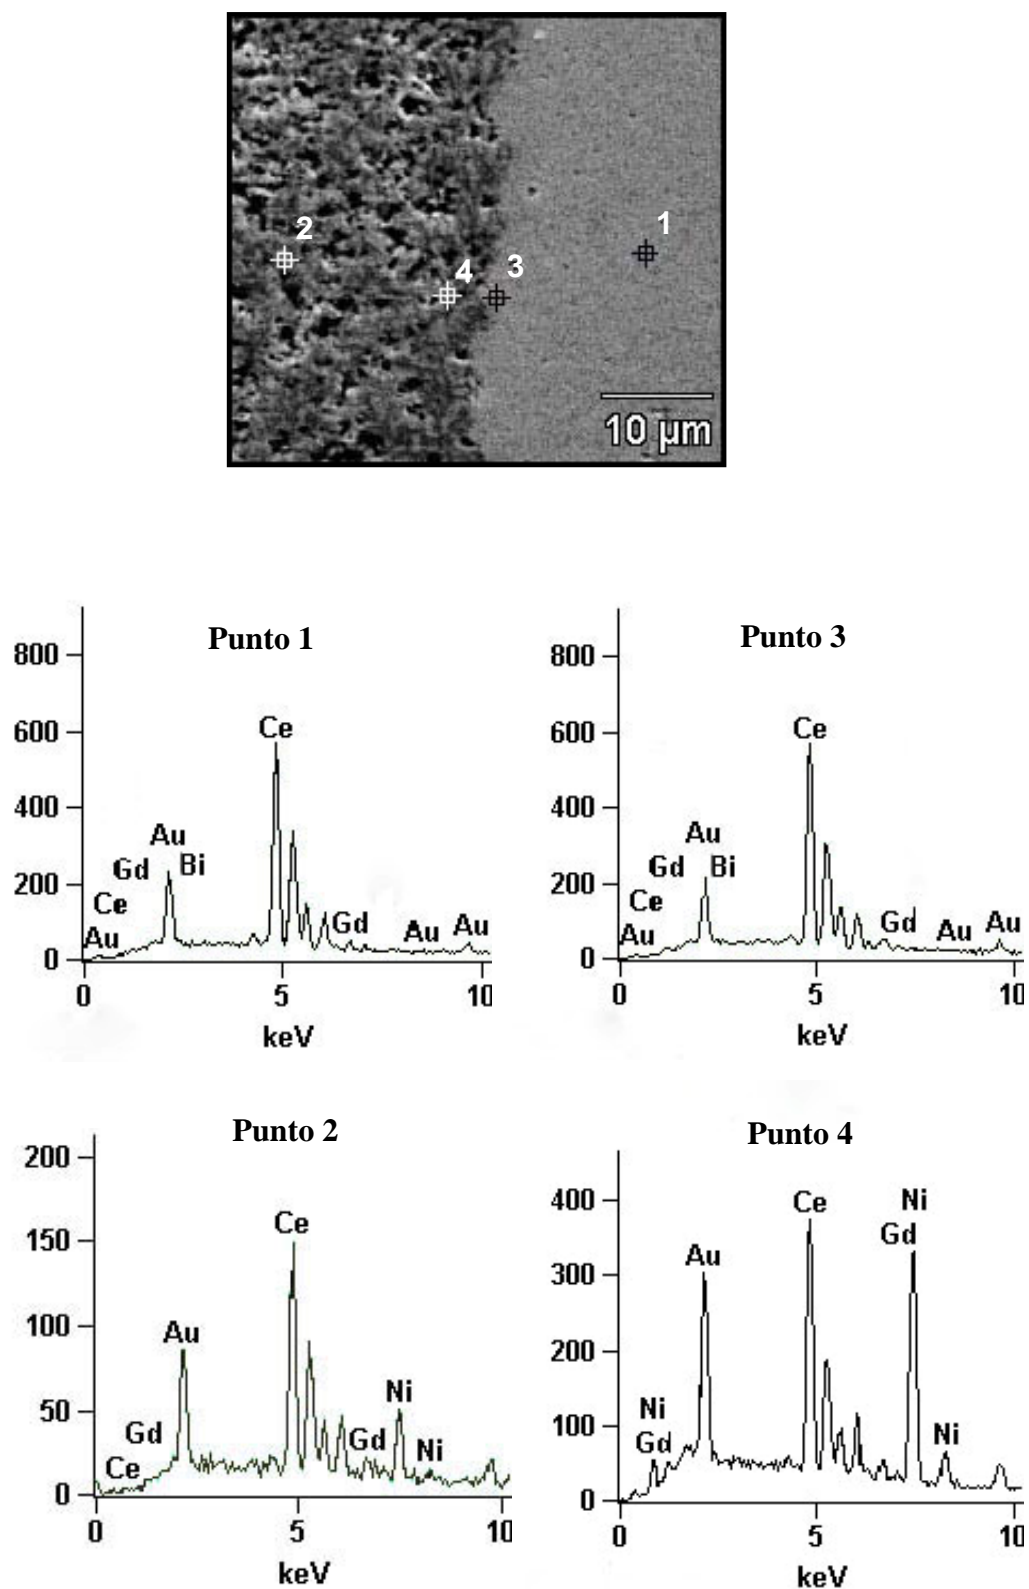 1
2
3
4
10 µm
Punto 1
800
600
400
200
0
Ce
Au
Gd
Bi
Ce
Au
Gd
Au
Au
0
5
10
keV
Punto 3
800
600
400
200
0
Ce
Au
Gd
Bi
Ce
Au
Gd
Au
Au
0
5
10
keV
Punto 2
200
150
100
50
0
Ce
Au
Ni
Gd
Gd
Ni
Ce
0
5
10
keV
Punto 4
400
300
200
100
0
Ce
Ni
Gd
Au
Ni
Gd
Ni
0
5
10
keV